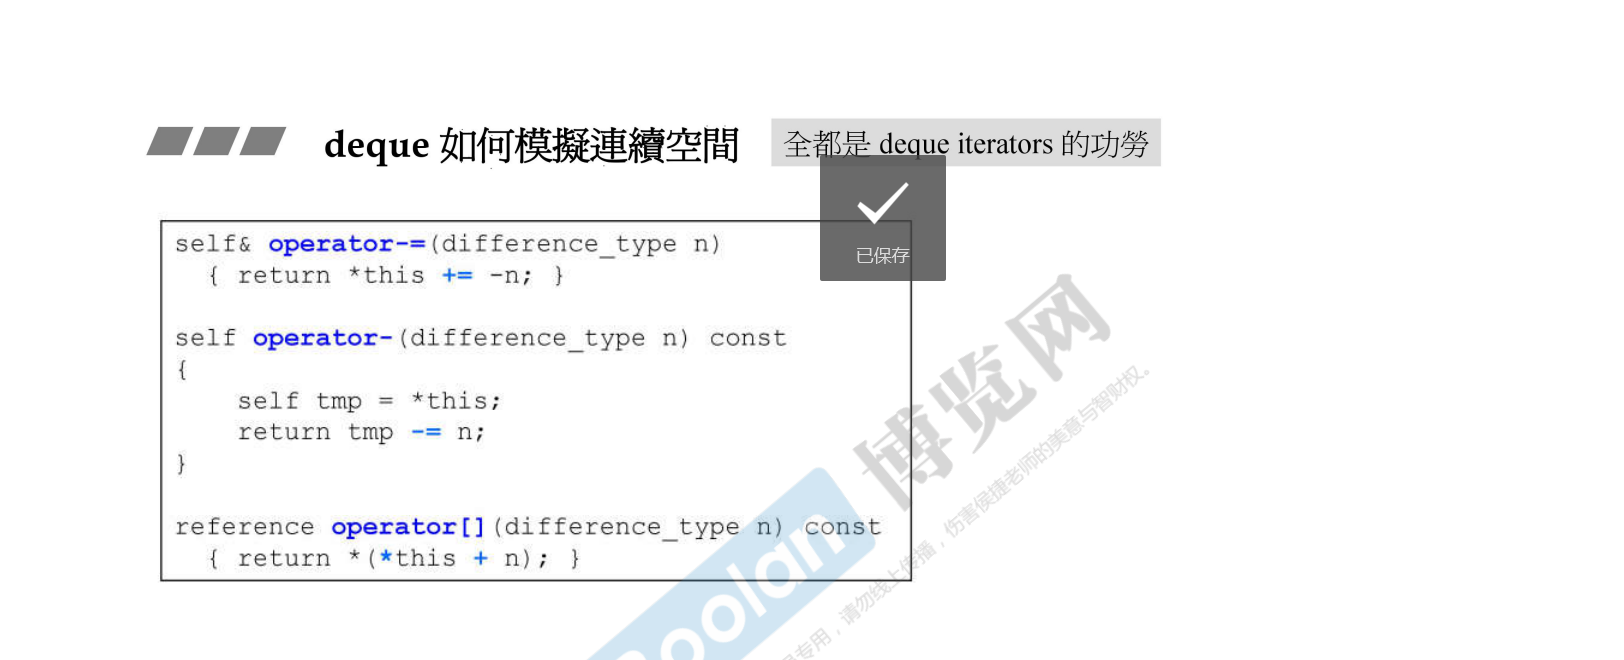 deque 如何模擬連續空間
全都是 deque iterators 的功勞
已保存
self& operator-=(difference_type n)
{ return *this += -n; }
self operator-(difference_type n) const
{
self tmp = *this;
return tmp -= n;
}
reference operator[](difference_type n) const
{ return *(*this + n); }
博览网
Boolan
专用，请勿线上传播，伤害侯捷老师的美意与智财权。